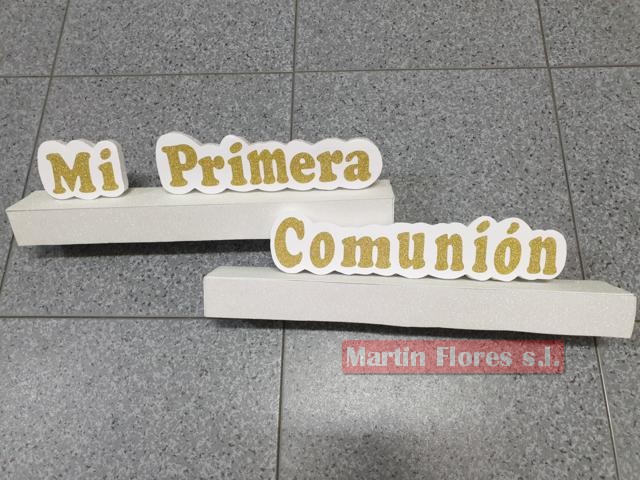 Mi Primera
Comunión
Martin Flores s.l.